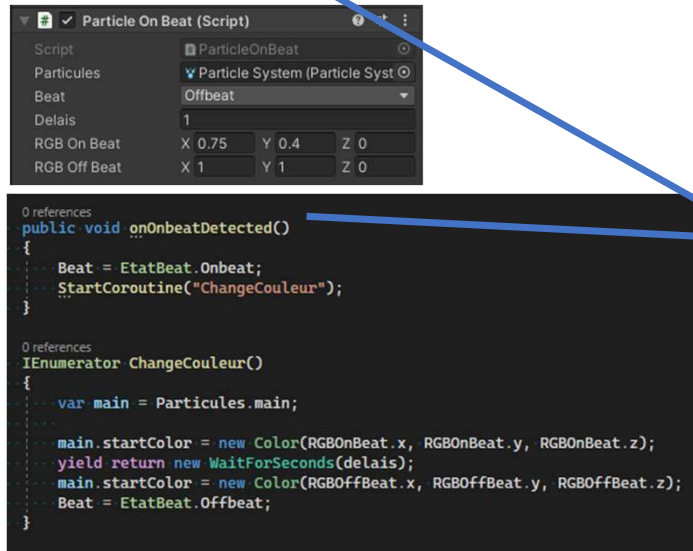 Particle On Beat (Script)
Script ParticleOnBeat
Particules Particle System (Particle Syst
Beat Offbeat
Delais 1
RGB On Beat X 0.75 Y 0.4 Z 0
RGB Off Beat X 1 Y 1 Z 0
0 references
public void onOnbeatDetected()
{
Beat = EtatBeat.Onbeat;
StartCoroutine("ChangeCouleur");
}
0 references
IEnumerator ChangeCouleur()
{
var main = Particules.main;
main.startColor = new Color(RGBOnBeat.x, RGBOnBeat.y, RGBOnBeat.z);
yield return new WaitForSeconds(delais);
main.startColor = new Color(RGBOffBeat.x, RGBOffBeat.y, RGBOffBeat.z);
Beat = EtatBeat.Offbeat;
}